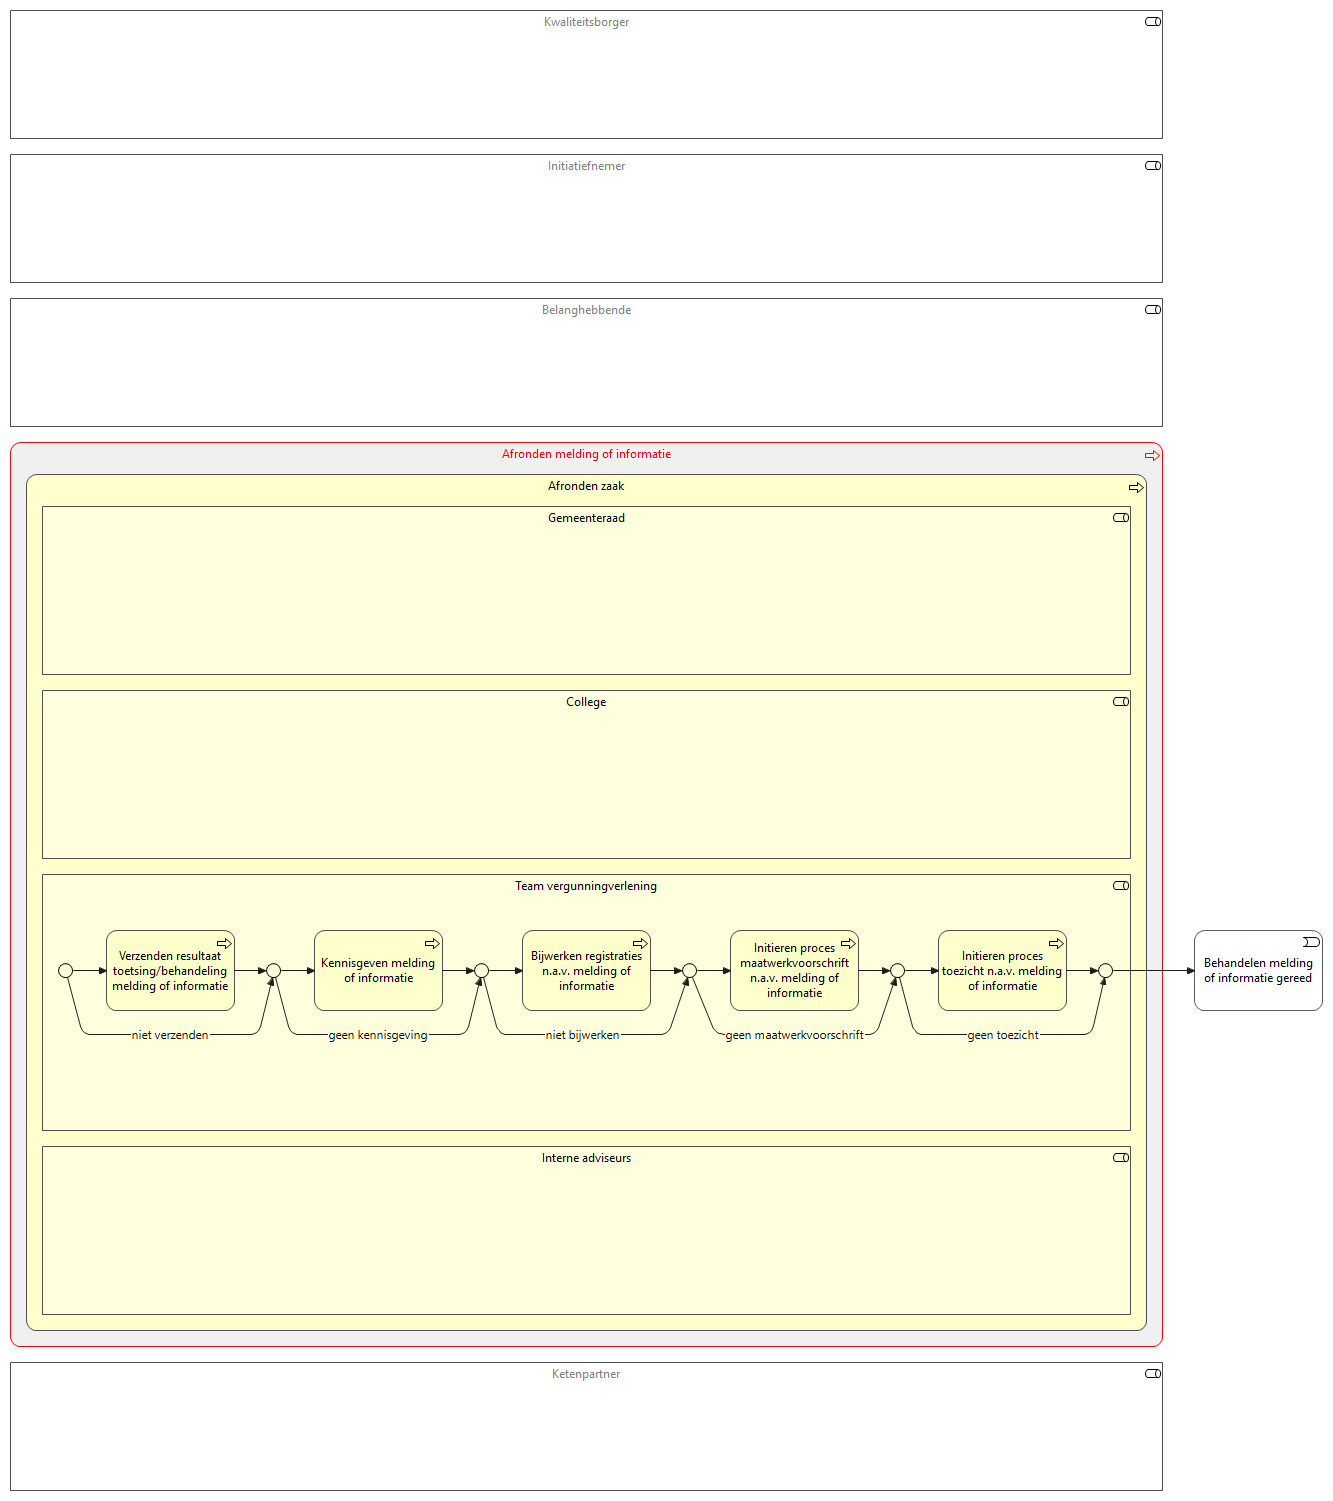 Kwaliteitsborger
Initiatiefnemer
Belanghebbende
Afronden melding of informatie
Afronden zaak
Gemeenteraad
College
Team vergunningverlening
Verzenden resultaat
toetsing/behandeling
melding of informatie
Kennisgeven melding
of informatie
Bijwerken registraties
n.a.v. melding of
informatie
Initieren proces
maatwerkvoorschrift
n.a.v. melding of
informatie
Initieren proces
toezicht n.a.v. melding
of informatie
Behandelen melding
of informatie gereed
niet verzenden
geen kennisgeving
niet bijwerken
geen maatwerkvoorschrift
geen toezicht
Interne adviseurs
Ketenpartner